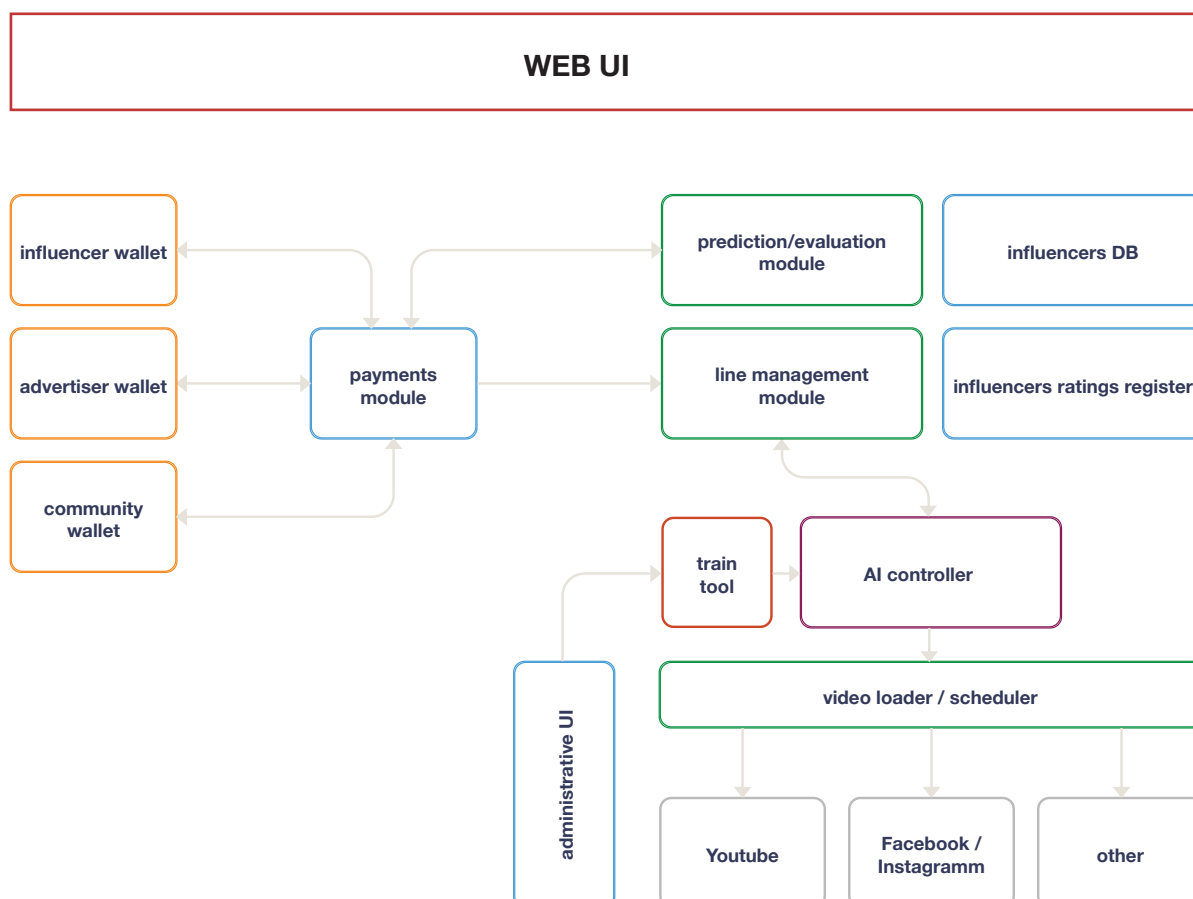 WEB UI
influencer wallet
prediction/evaluation
module
influencers DB
advertiser wallet
payments
module
line management
module
influencers ratings register
community
wallet
train
tool
AI controller
administrative UI
video loader / scheduler
Youtube
Facebook /
Instagramm
other